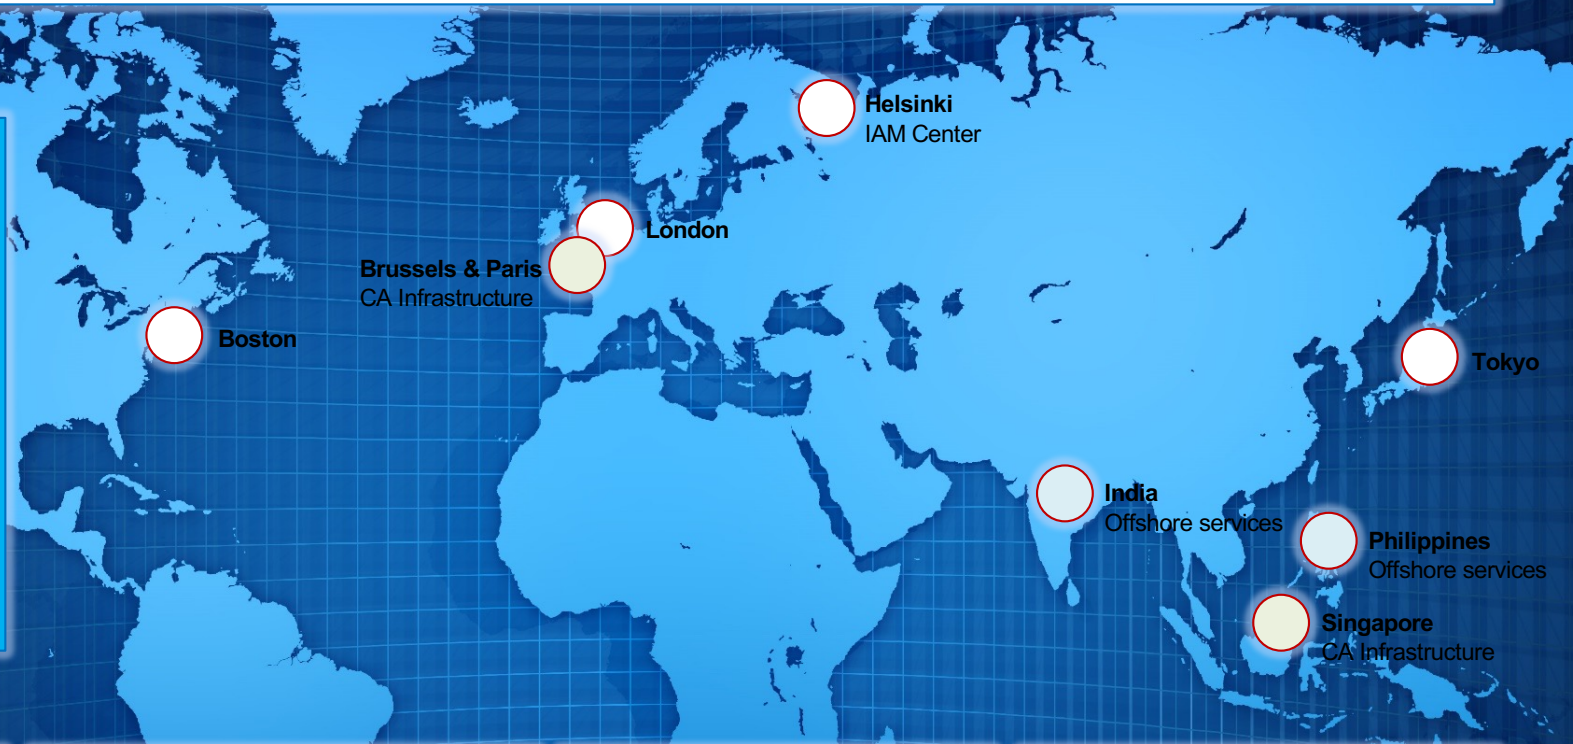 Helsinki
IAM Center
London
Brussels & Paris
CA Infrastructure
Boston
Tokyo
India
Offshore services
Philippines
Offshore services
Singapore
CA Infrastructure